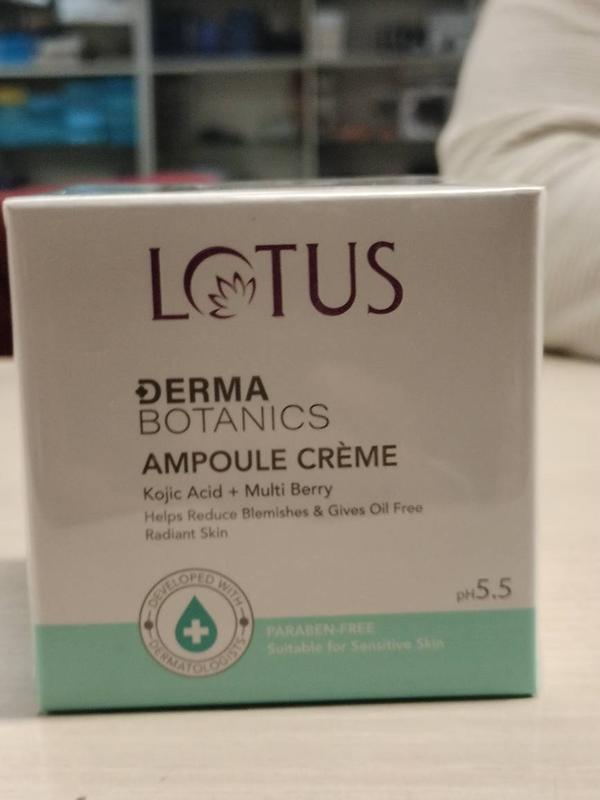 LOTUS
DERMA
BOTANICS
AMPOULE CRÈME
Kojic Acid + Multi Berry
Helps Reduce Blemishes & Gives Oil Free
Radiant Skin
pH5.5
DEVELOPED WITH
DERMATOLOGISTS
PARABEN-FREE
Suitable for Sensitive Skin